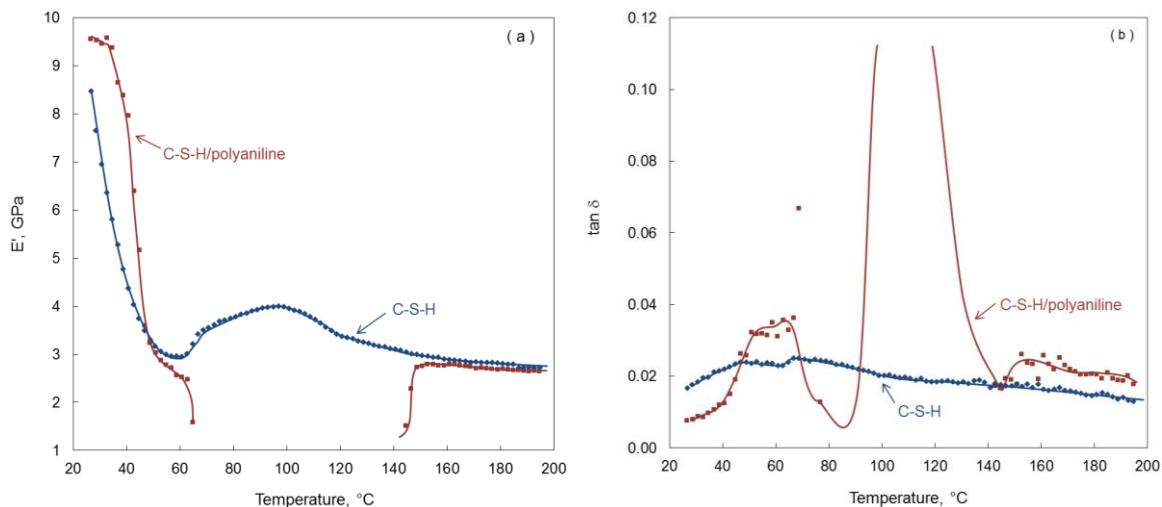 10
9
8
7
6
5
4
3
2
1
E', GPa
( a )
C-S-H/polyaniline
C-S-H
20 40 60 80 100 120 140 160 180 200
Temperature, °C
0.12
0.10
0.08
0.06
0.04
0.02
0.00
tan δ
( b )
C-S-H/polyaniline
C-S-H
20 40 60 80 100 120 140 160 180 200
Temperature, °C